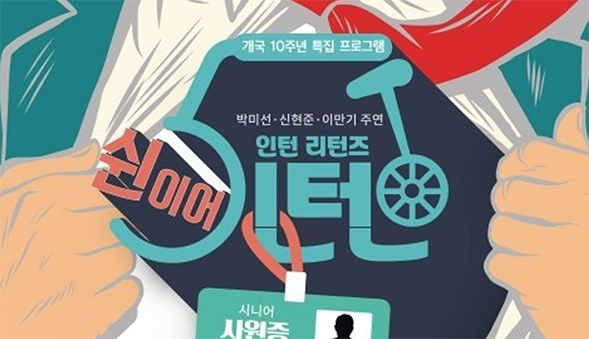 개국 10주년 특집 프로그램
박미선·신현준·이만기 주연
인턴 리턴즈
쉰이어 인턴
시니어
사원증